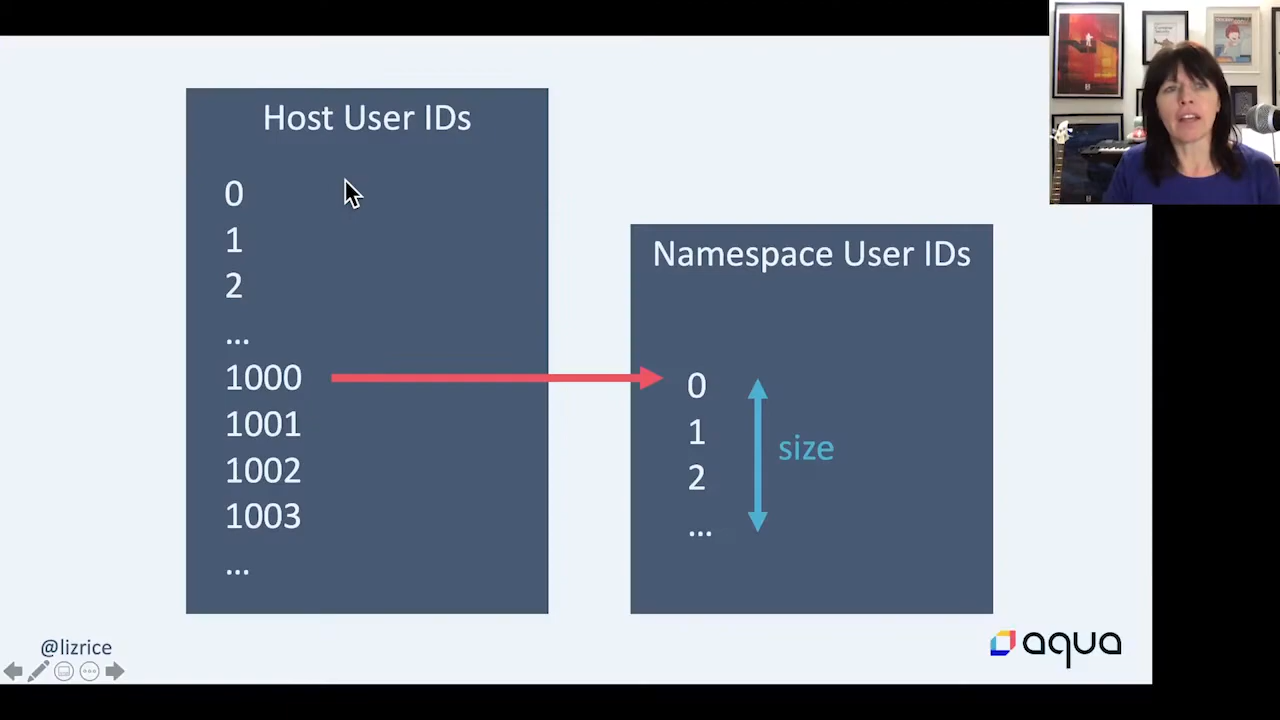 Host User IDs
0
1
2
...
1000
1001
1002
1003
...
Namespace User IDs
0
1
2
...
size
@lizrice
aqua